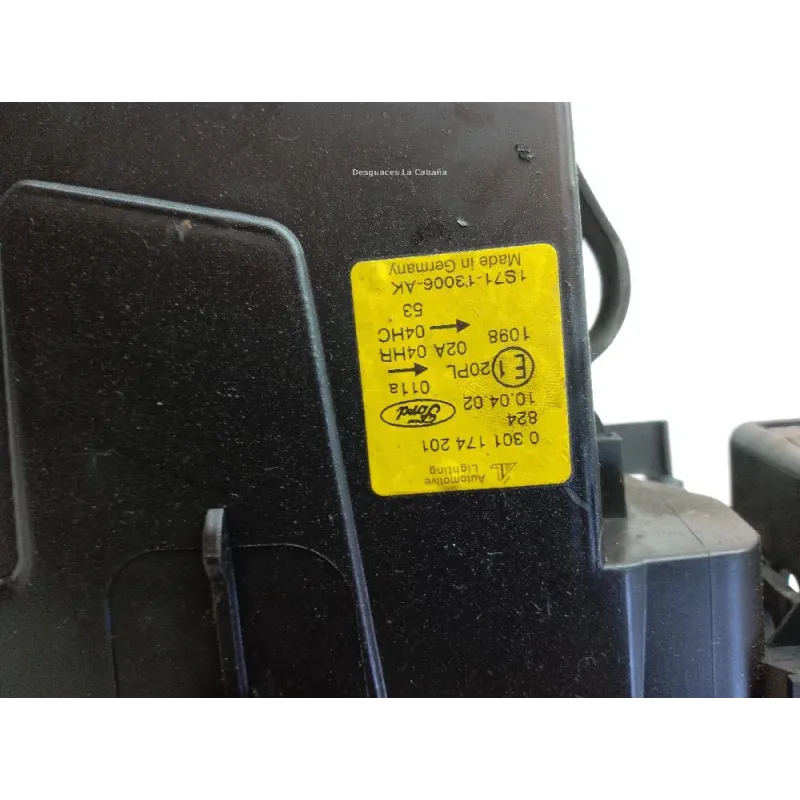 Desguaces La Cabaña
AL Automotive Lighting
0 301 174 201
824
10.04.02
Ford
011a
E1
20PL
02A 04HR
1098
04HC
53
1S71-13006-AK
Made in Germany